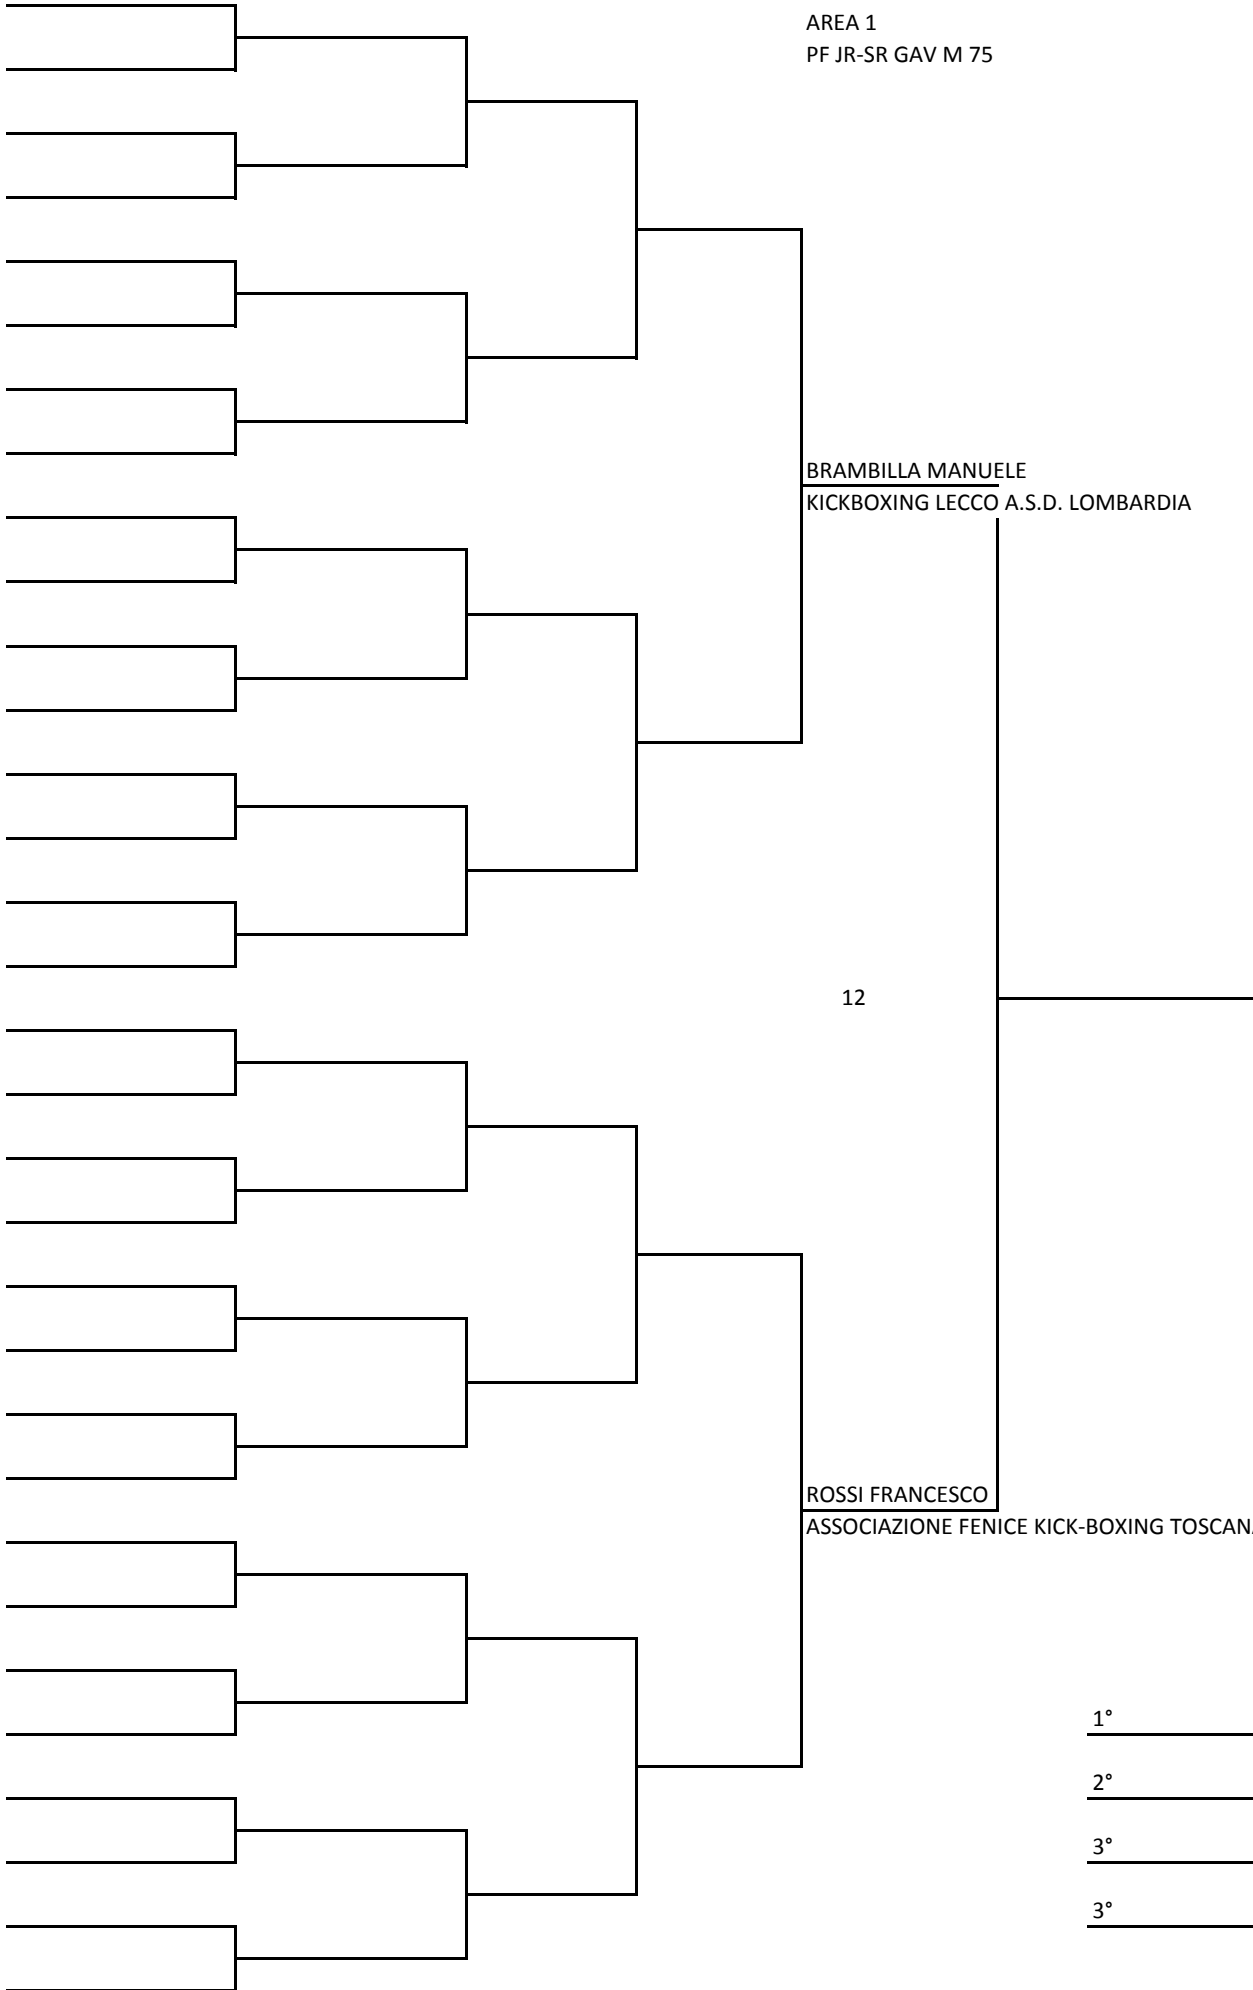 AREA 1
PF JR-SR GAV M 75
BRAMBILLA MANUELE
KICKBOXING LECCO A.S.D. LOMBARDIA
12
ROSSI FRANCESCO
ASSOCIAZIONE FENICE KICK-BOXING TOSCANA
1°
2°
3°
3°